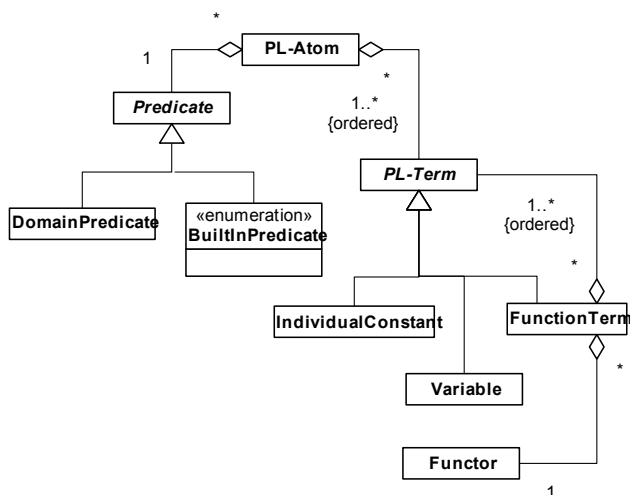 *
PL-Atom
1
*
Predicate
1..*
{ordered}
PL-Term
DomainPredicate
«enumeration»
BuiltInPredicate
1..*
{ordered}
*
IndividualConstant
FunctionTerm
*
Variable
Functor
1